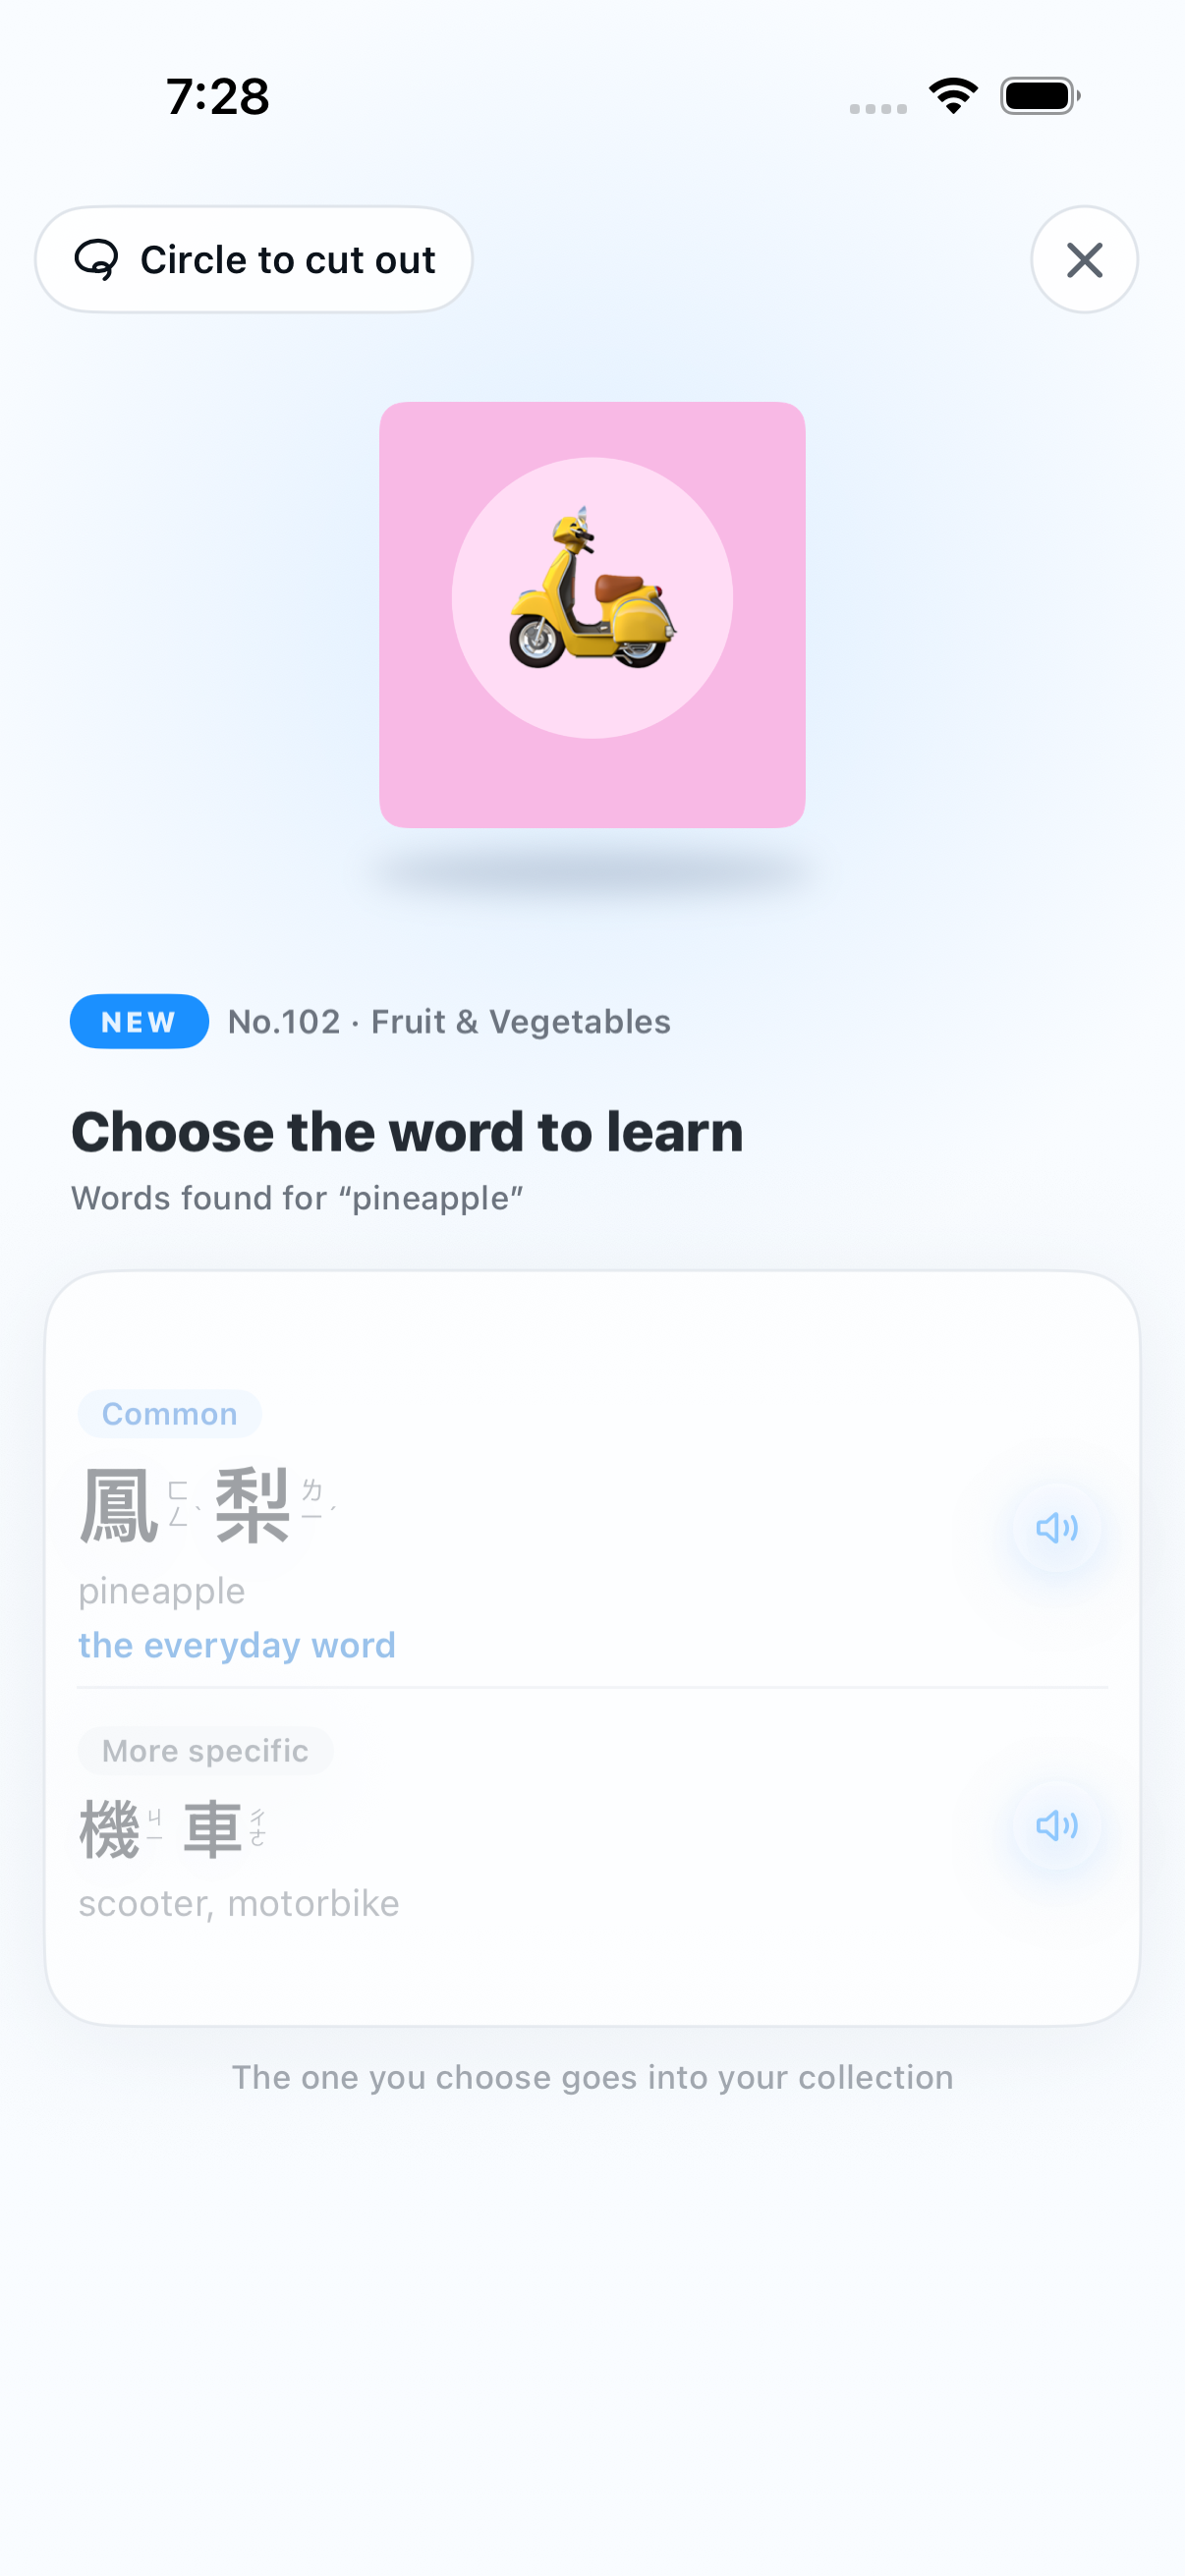 7:28
Circle to cut out
NEW No.102 · Fruit & Vegetables
Choose the word to learn
Words found for “pineapple”
Common
鳳ㄈㄥˋ梨ㄌㄧˊ
pineapple
the everyday word
More specific
機ㄐㄧ車ㄔㄜ
scooter, motorbike
The one you choose goes into your collection